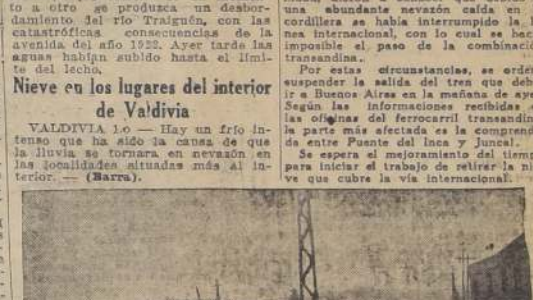 to a otro se produzca un desbor-
damiento del río Traiguén, con las
catastróficas consecuencias de la
avenida del año 1922. Ayer tarde las
aguas habían subido hasta el lími-
te del lecho.
Nieve en los lugares del interior
de Valdivia
VALDIVIA 1.o — Hay un frío in-
tenso que ha sido la causa de que
la lluvia se tornara en nevazón en
las localidades situadas más al in-
terior. — (Barra).
una abundante nevazón caída en
cordillera se había interrumpido la
nea internacional, con lo cual se hac
imposible el paso de la combinació
transandina.
Por estas circunstancias, se orde
suspender la salida del tren que deb
ir a Buenos Aires en la mañana de aye
Según las informaciones recibidas
las oficinas del ferrocarril transandin
la parte más afectada es la comprend
da entre Puente del Inca y Juncal.
Se espera el mejoramiento del tiemp
para iniciar el trabajo de retirar la ni
ve que cubre la vía internacional.